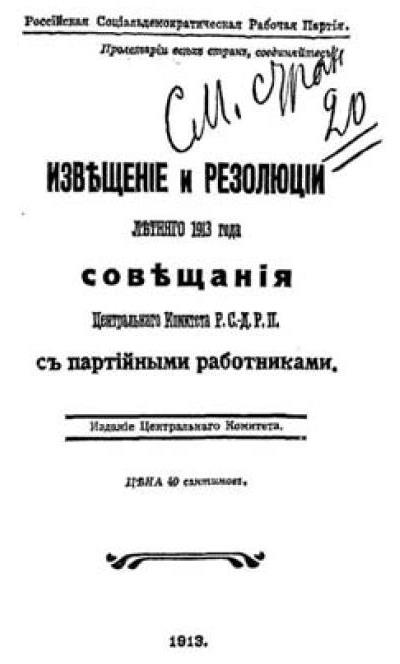 Россійская Соціальдемократическая Рабочая Партія.
Пролетаріи всѣхъ странъ, соединяйтесь!
См. стран
20
ИЗВѢЩЕНІЕ и РЕЗОЛЮЦІИ
ЛѢТНЯГО 1913 года
СОВѢЩАНІЯ
Центральнаго Комитета Р. С.-Д. Р. П.
съ партійными работниками.
Изданіе Центральнаго Комитета.
ЦѢНА 40 сантимовъ.
1913.